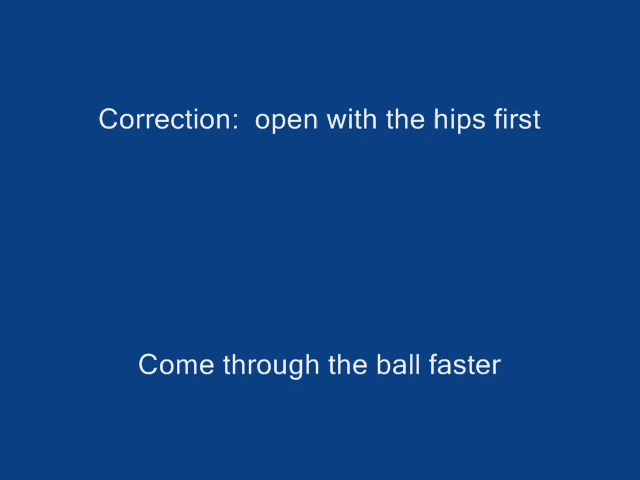 Correction:  open with the hips first
Come through the ball faster